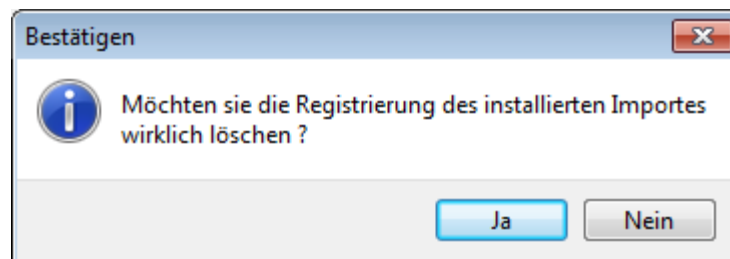 Bestätigen
Möchten sie die Registrierung des installierten Importes
wirklich löschen ?
Ja
Nein